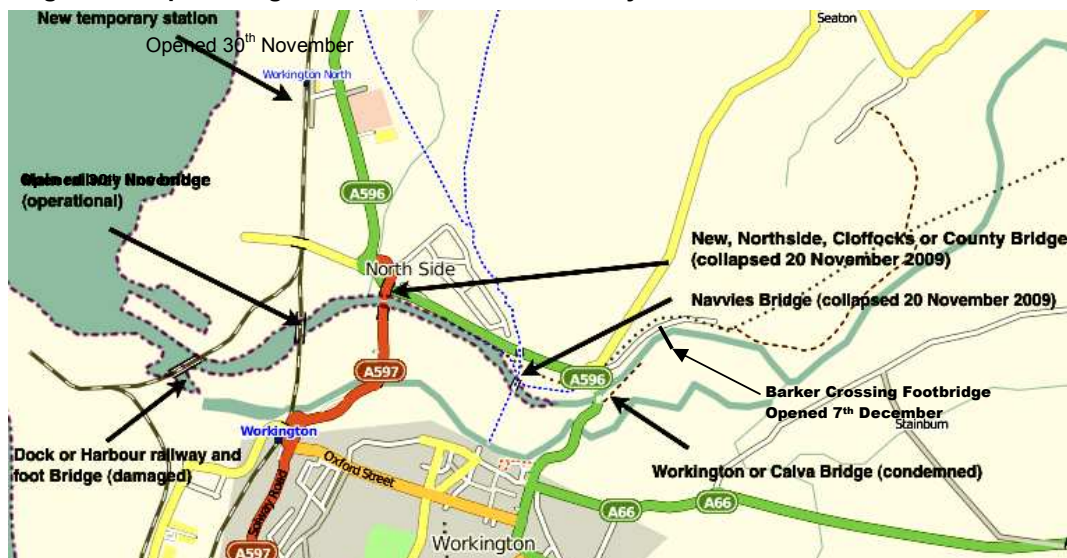 New temporary station
Opened 30th November
Workington North
Seaton
A596
(operational)
New, Northside, Cloffocks or County Bridge
(collapsed 20 November 2009)
North Side
Navvies Bridge (collapsed 20 November 2009)
A597
A596
Barker Crossing Footbridge
Opened 7th December
Stainburn
Workington
Dock or Harbour railway and
foot Bridge (damaged)
Oxford Street
Workington or Calva Bridge (condemned)
Solway Road
A66
A66
A597
Workington